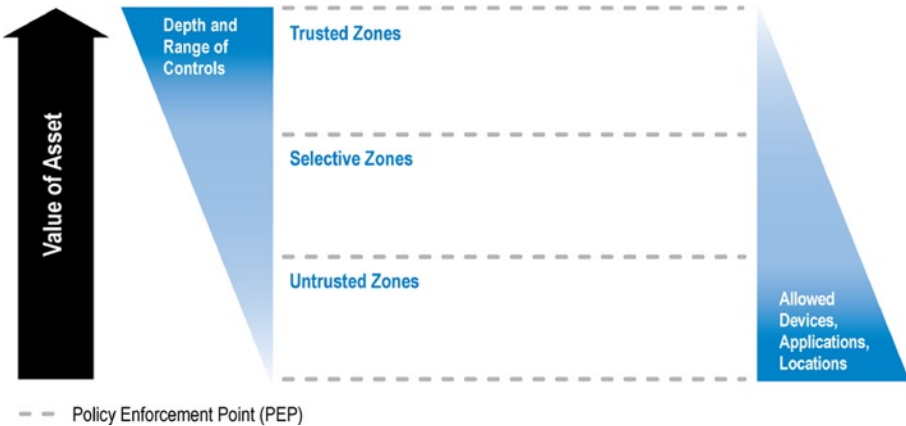 Value of Asset
Depth and
Range of
Controls
Trusted Zones
Selective Zones
Untrusted Zones
Allowed
Devices,
Applications,
Locations
Policy Enforcement Point (PEP)